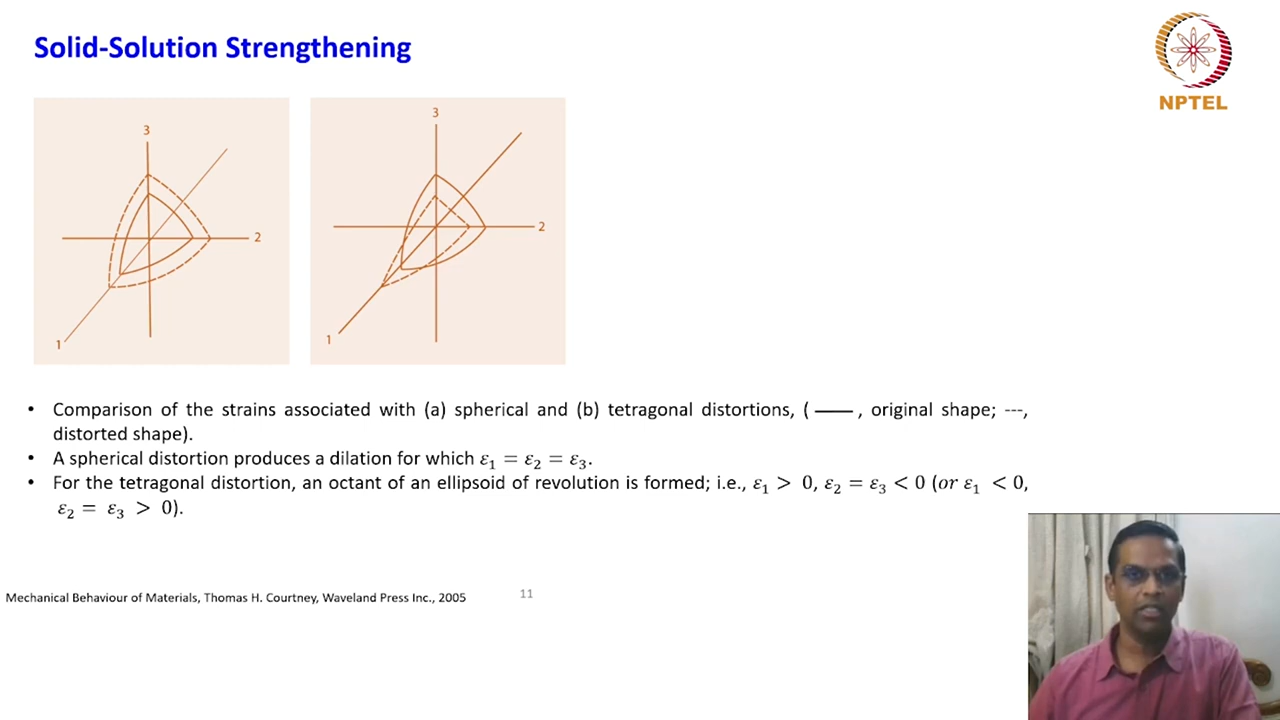 Solid-Solution Strengthening
NPTEL
3
2
1
3
2
1
• Comparison of the strains associated with (a) spherical and (b) tetragonal distortions, ( —— , original shape; ---,
distorted shape).
• A spherical distortion produces a dilation for which 𝜀₁ = 𝜀₂ = 𝜀₃.
• For the tetragonal distortion, an octant of an ellipsoid of revolution is formed; i.e., 𝜀₁ > 0, 𝜀₂ = 𝜀₃ < 0 (or 𝜀₁ < 0,
𝜀₂ = 𝜀₃ > 0).
Mechanical Behaviour of Materials, Thomas H. Courtney, Waveland Press Inc., 2005
11